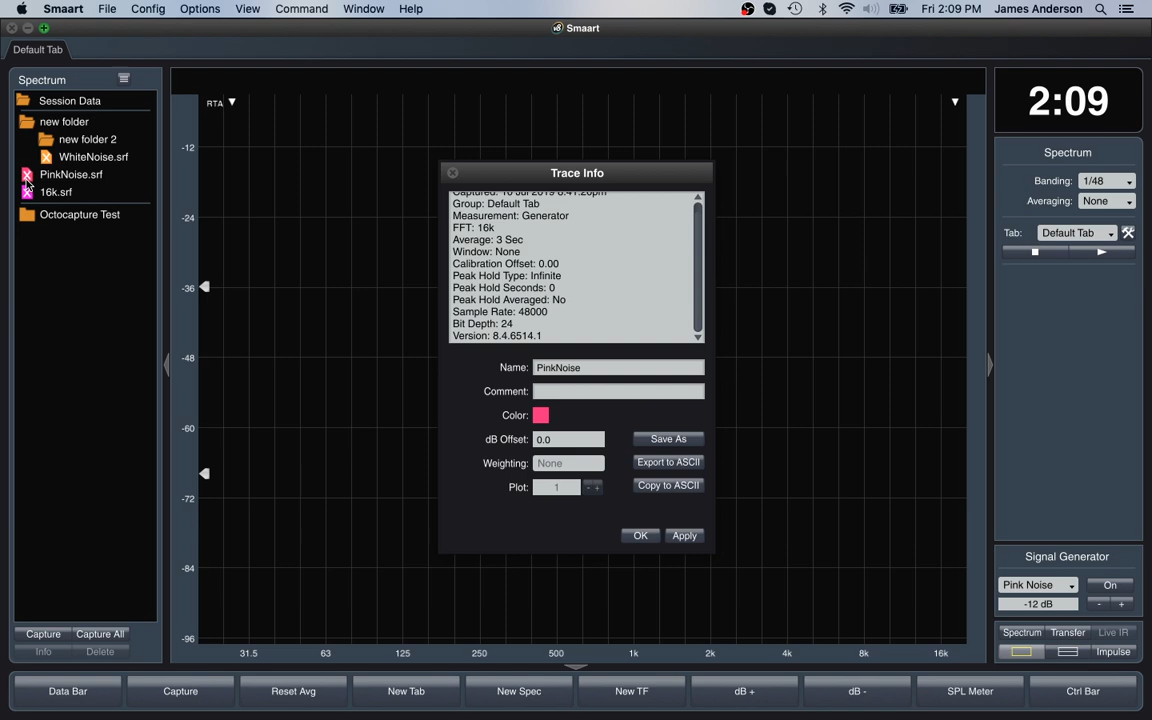 Smaart File Config Options View Command Window Help Fri 2:09 PM James Anderson
Smaart
Default Tab
Spectrum
Session Data
new folder
new folder 2
WhiteNoise.srf
PinkNoise.srf
16k.srf
Octocapture Test
Capture Capture All
Info Delete
RTA
-12
-24
-36
-48
-60
-72
-84
-96
31.5 63 125 250 500 1k 2k 4k 8k 16k
Trace Info
Captured: 10 Jul 2019 8:41:20pm
Group: Default Tab
Measurement: Generator
FFT: 16k
Average: 3 Sec
Window: None
Calibration Offset: 0.00
Peak Hold Type: Infinite
Peak Hold Seconds: 0
Peak Hold Averaged: No
Sample Rate: 48000
Bit Depth: 24
Version: 8.4.6514.1
Name: PinkNoise
Comment:
Color:
dB Offset: 0.0 Save As
Weighting: None Export to ASCII
Plot: 1 - + Copy to ASCII
OK Apply
2:09
Spectrum
Banding: 1/48
Averaging: None
Tab: Default Tab
Signal Generator
Pink Noise On
-12 dB - +
Spectrum Transfer Live IR
Impulse
Data Bar Capture Reset Avg New Tab New Spec New TF dB + dB - SPL Meter Ctrl Bar